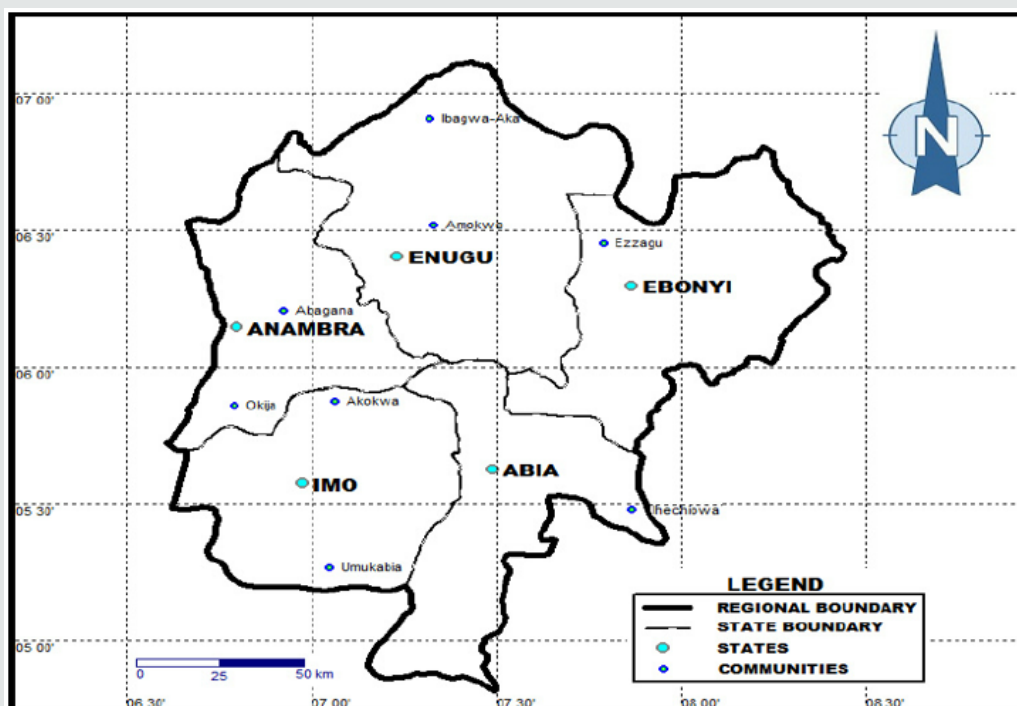 07 00'
Ibagwa-Aka
N
06 30'
Amokwa
Ezzagu
ENUGU
EBONYI
Abagana
ANAMBRA
06 00'
Okija
Akokwa
ABIA
IMO
05 30'
Umukabia
LEGEND
REGIONAL BOUNDARY
STATE BOUNDARY
STATES
COMMUNITIES
05 00'
0 25 50 km
06 30' 07 00' 07 30' 08 00' 08 30'